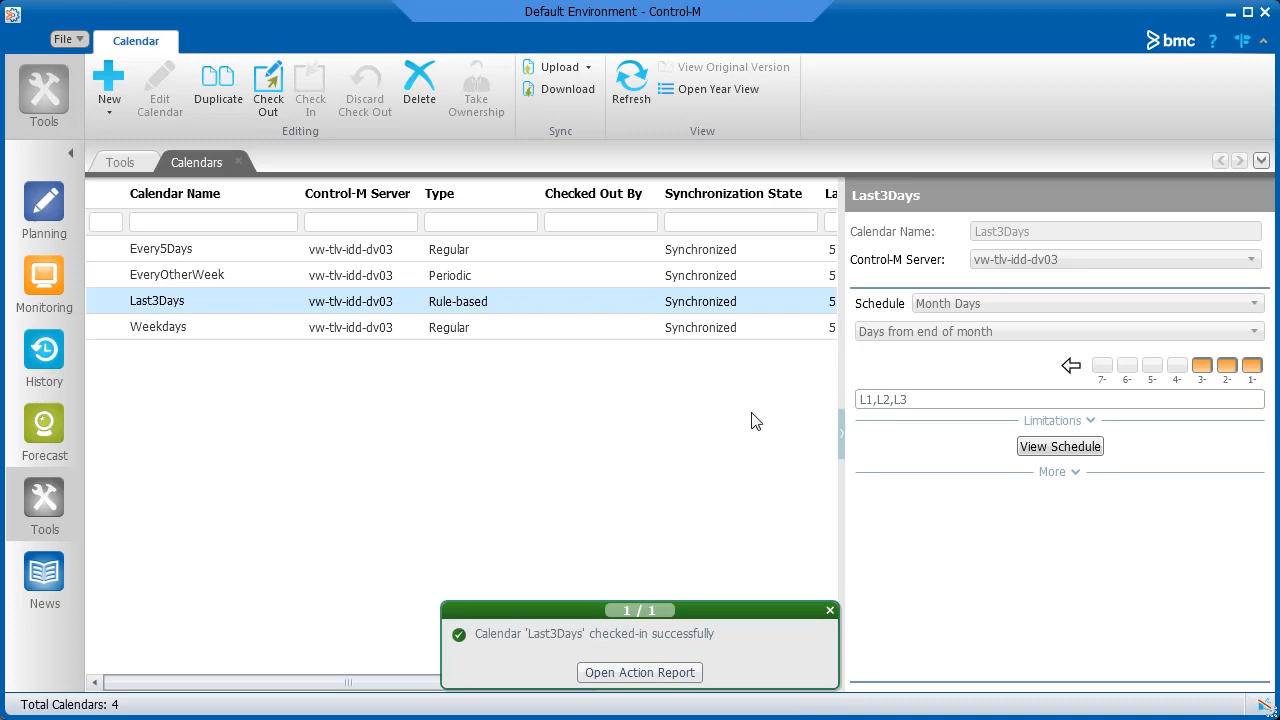 Default Environment - Control-M
File
Calendar
bmc
?
Tools
New
Edit Calendar
Duplicate
Check Out
Check In
Discard Check Out
Delete
Take Ownership
Editing
Upload
Download
Sync
Refresh
View Original Version
Open Year View
View
Tools
Calendars
Planning
Monitoring
History
Forecast
Tools
News
Calendar Name Control-M Server Type Checked Out By Synchronization State La
Every5Days vw-tlv-idd-dv03 Regular Synchronized 5
EveryOtherWeek vw-tlv-idd-dv03 Periodic Synchronized 5
Last3Days vw-tlv-idd-dv03 Rule-based Synchronized 5
Weekdays vw-tlv-idd-dv03 Regular Synchronized 5
Last3Days
Calendar Name: Last3Days
Control-M Server: vw-tlv-idd-dv03
Schedule Month Days
Days from end of month
7- 6- 5- 4- 3- 2- 1-
L1,L2,L3
Limitations
View Schedule
More
1 / 1
Calendar 'Last3Days' checked-in successfully
Open Action Report
Total Calendars: 4